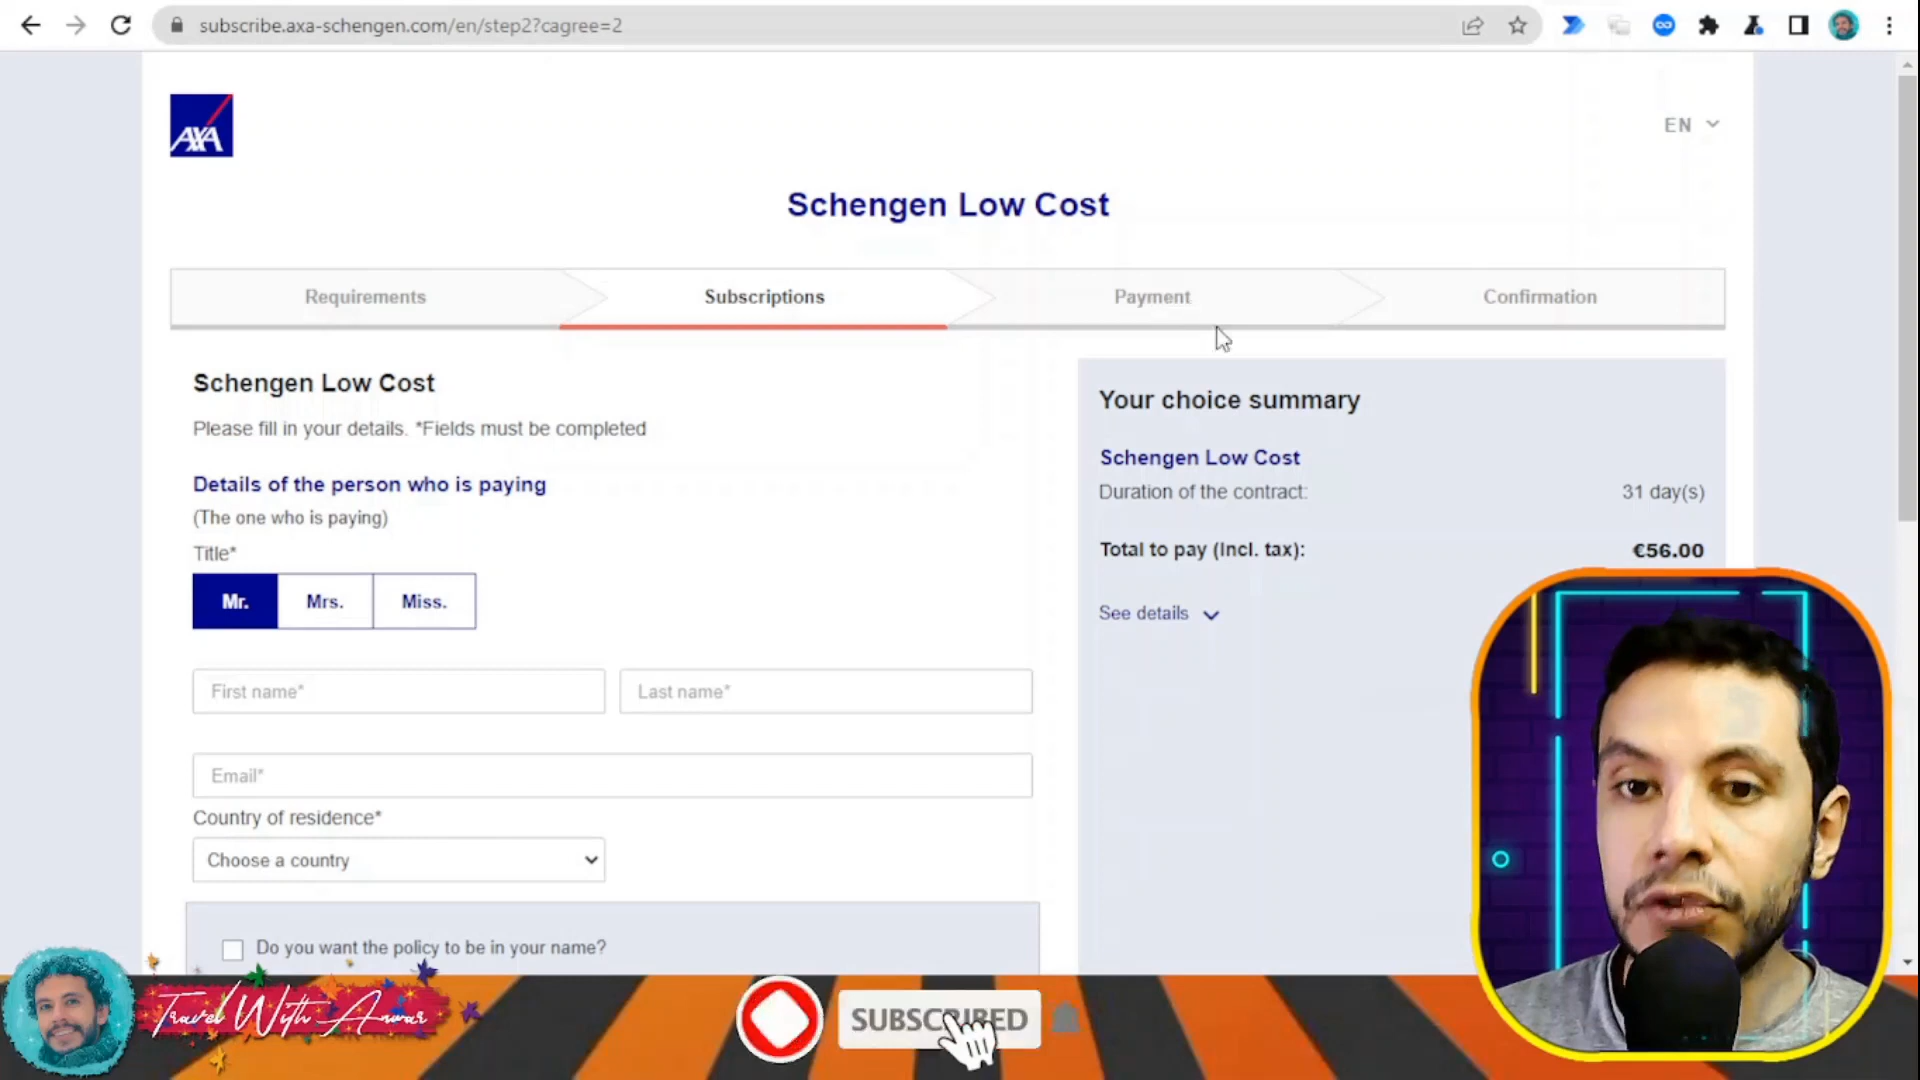 subscribe.axa-schengen.com/en/step2?cagree=2
AXA
EN
Schengen Low Cost
Requirements
Subscriptions
Payment
Confirmation
Schengen Low Cost
Please fill in your details. *Fields must be completed
Details of the person who is paying
(The one who is paying)
Title*
Mr.
Mrs.
Miss.
First name*
Last name*
Email*
Country of residence*
Choose a country
Do you want the policy to be in your name?
Your choice summary
Schengen Low Cost
Duration of the contract: 31 day(s)
Total to pay (Incl. tax): €56.00
See details
Travel With Anwar
SUBSCRIBED